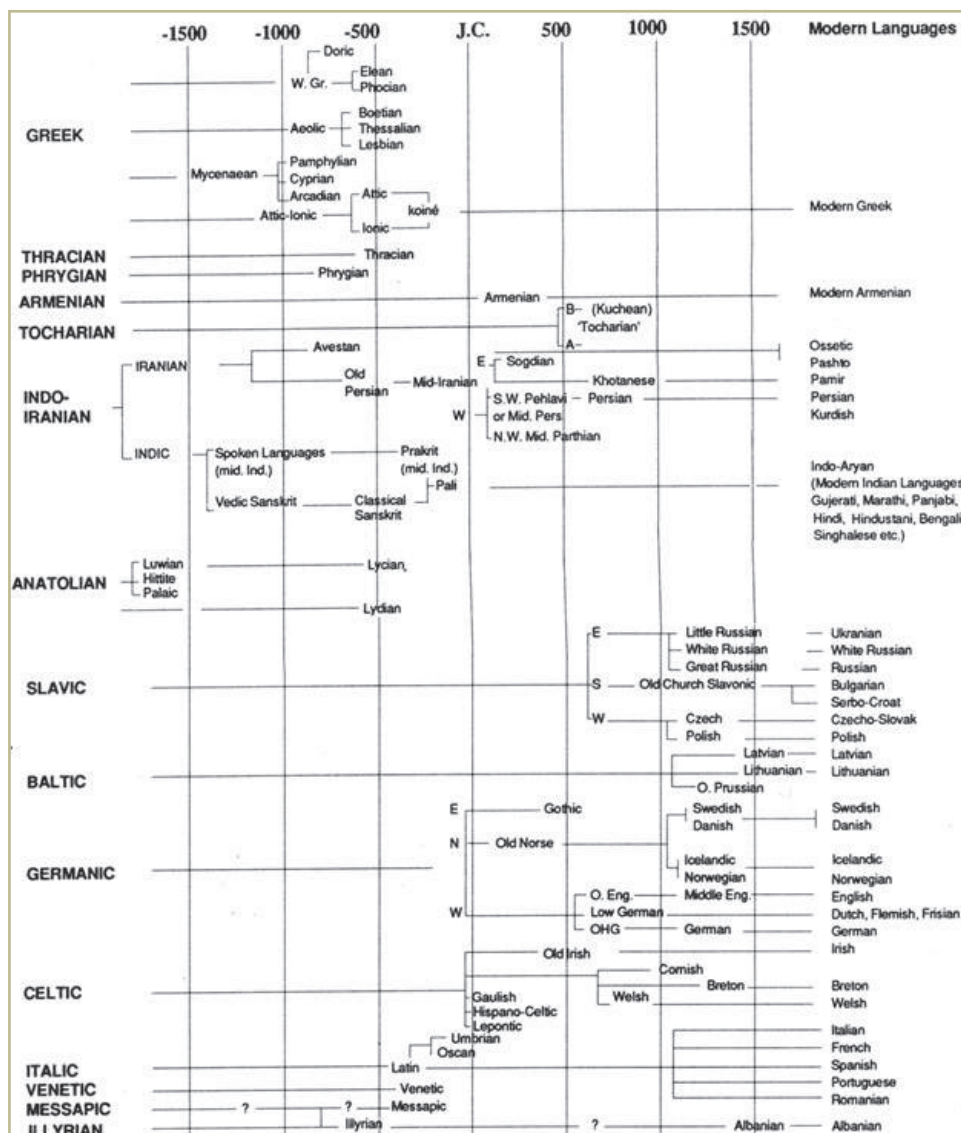 -1500 -1000 -500 J.C. 500 1000 1500 Modern Languages
Doric
W. Gr. Elean
Phocian
GREEK
Boetian
Aeolic Thessalian
Lesbian
Pamphylian
Mycenaean Cyprian
Arcadian Attic
koiné Modern Greek
Attic-Ionic
Ionic
THRACIAN Thracian
PHRYGIAN Phrygian
ARMENIAN Armenian Modern Armenian
TOCHARIAN B (Kuchean)
'Tocharian'
A
INDO-IRANIAN
IRANIAN Avestan E Sogdian Ossetic
Pashto
Old
Persian Mid-Iranian Khotanese Pamir
W S.W. Pehlavi Persian Persian
or Mid. Pers Kurdish
N.W. Mid. Parthian
INDIC Spoken Languages Prakrit
(mid. Ind.) (mid. Ind.)
Pali
Vedic Sanskrit Classical
Sanskrit
Indo-Aryan
(Modern Indian Languages
Gujerati, Marathi, Panjabi,
Hindi, Hindustani, Bengali
Singhalese etc.)
ANATOLIAN
Luwian Lycian,
Hittite
Palaic
Lydian
SLAVIC
E Little Russian Ukranian
White Russian White Russian
Great Russian Russian
S Old Church Slavonic Bulgarian
Serbo-Croat
W Czech Czecho-Slovak
Polish Polish
BALTIC
Latvian Latvian
Lithuanian Lithuanian
O. Prussian
GERMANIC
E Gothic Swedish Swedish
Danish Danish
N Old Norse
Icelandic Icelandic
Norwegian Norwegian
O. Eng. Middle Eng. English
W Low German Dutch, Flemish, Frisian
OHG German German
CELTIC
Old Irish Irish
Cornish
Breton Breton
Gaulish Welsh Welsh
Hispano-Celtic
Lepontic
Umbrian
Oscan
ITALIC Latin
Italian
French
Spanish
Portuguese
Romanian
VENETIC Venetic
MESSAPIC ? ? Messapic
ILLYRIAN Illyrian ? Albanian Albanian